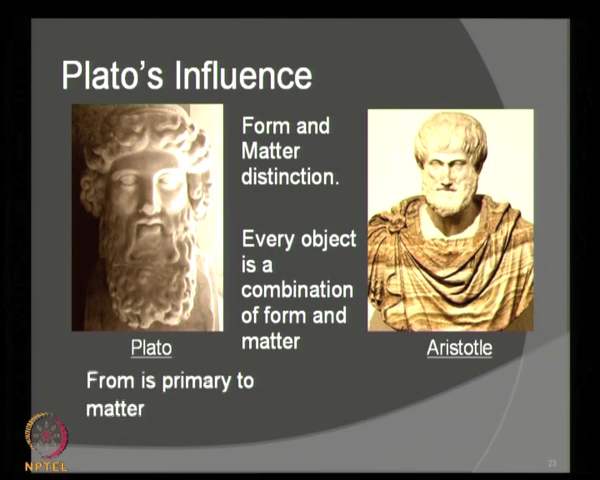 Plato's Influence
Form and
Matter
distinction.
Every object
is a
combination
of form and
matter
Plato
Aristotle
From is primary to
matter
NPTEL
23